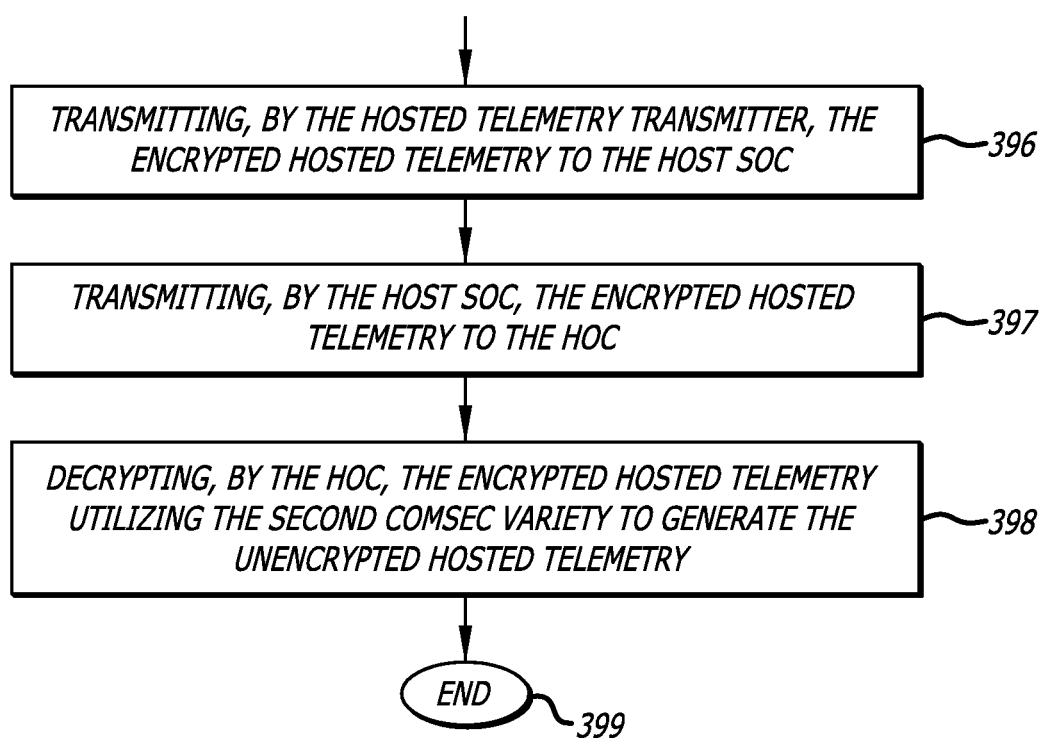 TRANSMITTING, BY THE HOSTED TELEMETRY TRANSMITTER, THE
ENCRYPTED HOSTED TELEMETRY TO THE HOST SOC
396
TRANSMITTING, BY THE HOST SOC, THE ENCRYPTED HOSTED
TELEMETRY TO THE HOC
397
DECRYPTING, BY THE HOC, THE ENCRYPTED HOSTED TELEMETRY
UTILIZING THE SECOND COMSEC VARIETY TO GENERATE THE
UNENCRYPTED HOSTED TELEMETRY
398
END
399